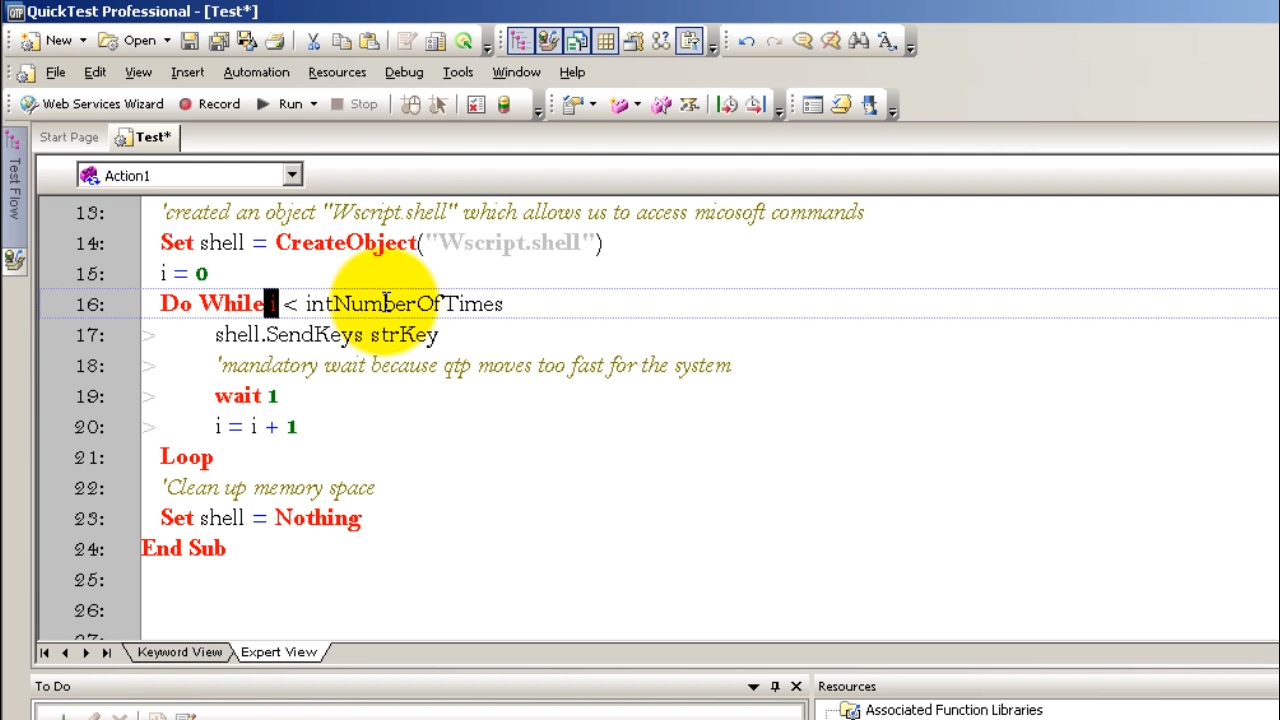 QuickTest Professional - [Test*]
New Open
File Edit View Insert Automation Resources Debug Tools Window Help
Web Services Wizard Record Run Stop
Start Page Test*
Test Flow
Action1
13: 'created an object "Wscript.shell" which allows us to access micosoft commands
14: Set shell = CreateObject("Wscript.shell")
15: i = 0
16: Do While i < intNumberOfTimes
17: > shell.SendKeys strKey
18: > 'mandatory wait because qtp moves too fast for the system
19: > wait 1
20: > i = i + 1
21: Loop
22: 'Clean up memory space
23: Set shell = Nothing
24: End Sub
25:
26:
27:
Keyword View Expert View
To Do Resources
Associated Function Libraries